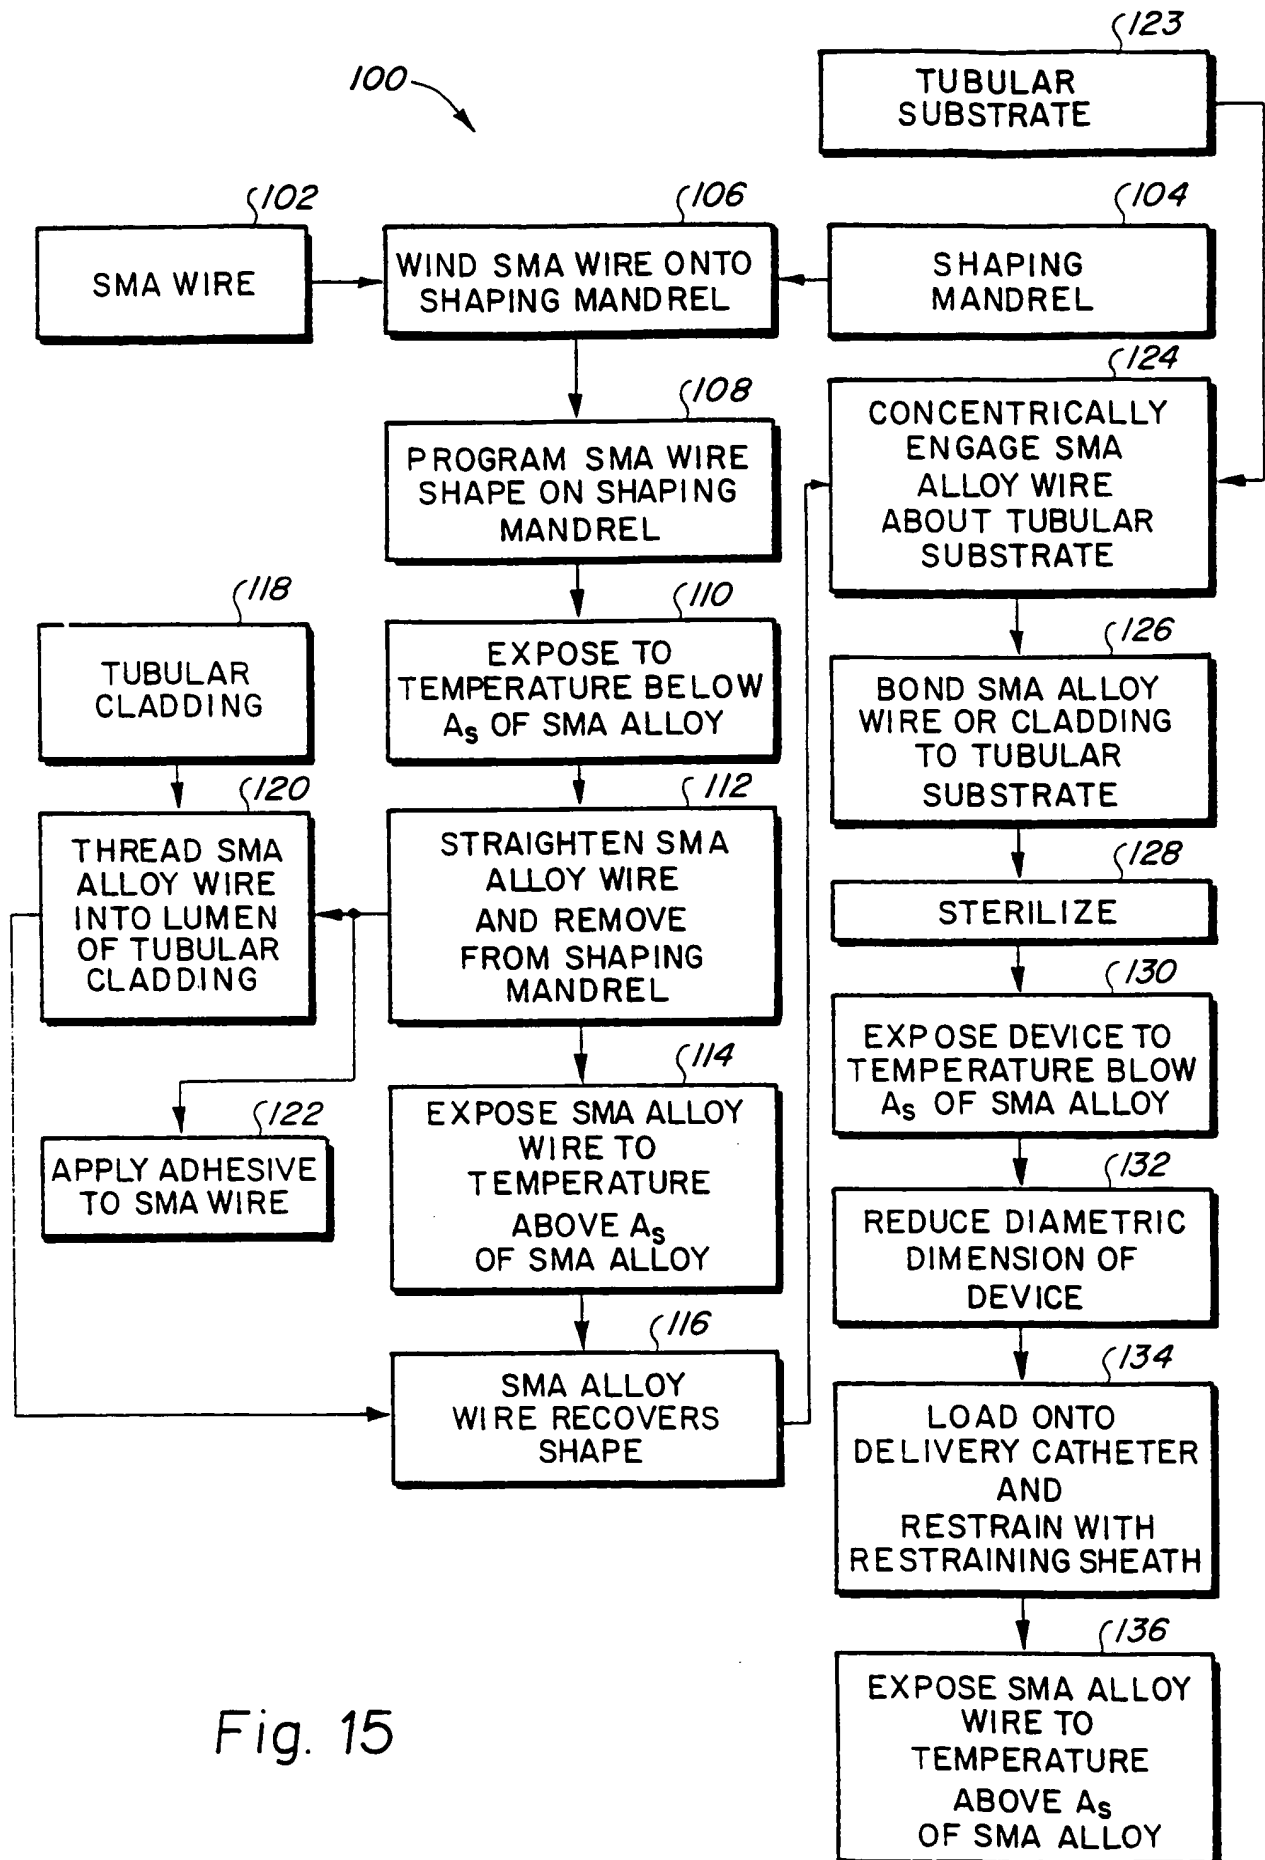 123
TUBULAR
SUBSTRATE
100
102
SMA WIRE
106
WIND SMA WIRE ONTO
SHAPING MANDREL
104
SHAPING
MANDREL
108
PROGRAM SMA WIRE
SHAPE ON SHAPING
MANDREL
124
CONCENTRICALLY
ENGAGE SMA
ALLOY WIRE
ABOUT TUBULAR
SUBSTRATE
118
TUBULAR
CLADDING
110
EXPOSE TO
TEMPERATURE BELOW
As OF SMA ALLOY
126
BOND SMA ALLOY
WIRE OR CLADDING
TO TUBULAR
SUBSTRATE
120
THREAD SMA
ALLOY WIRE
INTO LUMEN
OF TUBULAR
CLADDING
112
STRAIGHTEN SMA
ALLOY WIRE
AND REMOVE
FROM SHAPING
MANDREL
128
STERILIZE
130
EXPOSE DEVICE TO
TEMPERATURE BLOW
As OF SMA ALLOY
122
APPLY ADHESIVE
TO SMA WIRE
114
EXPOSE SMA ALLOY
WIRE TO
TEMPERATURE
ABOVE As
OF SMA ALLOY
132
REDUCE DIAMETRIC
DIMENSION OF
DEVICE
116
SMA ALLOY
WIRE RECOVERS
SHAPE
134
LOAD ONTO
DELIVERY CATHETER
AND
RESTRAIN WITH
RESTRAINING SHEATH
136
EXPOSE SMA ALLOY
WIRE TO
TEMPERATURE
ABOVE As
OF SMA ALLOY
Fig. 15